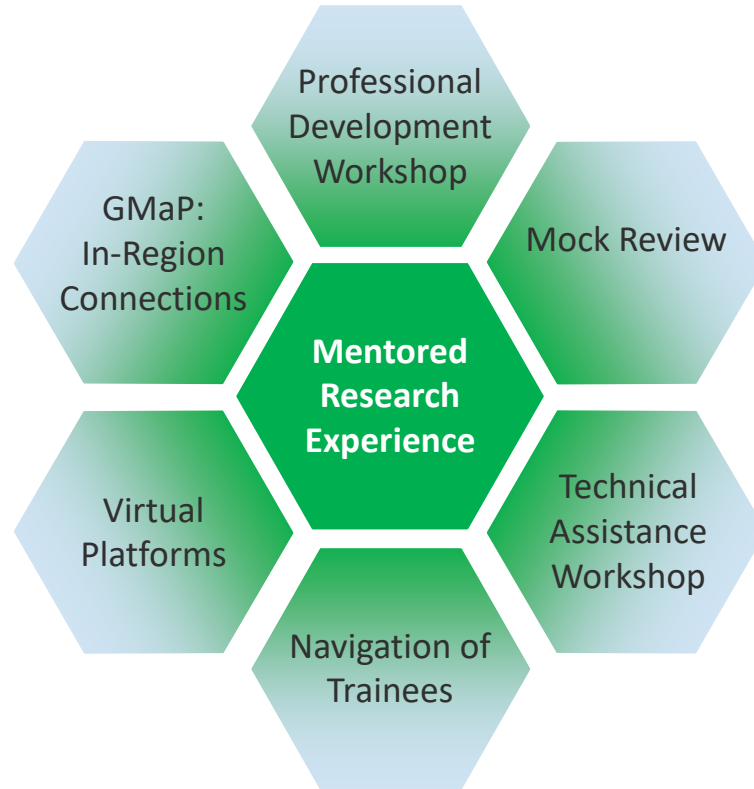 Professional
Development
Workshop
GMaP:
In-Region
Connections
Mock Review
Mentored
Research
Experience
Virtual
Platforms
Technical
Assistance
Workshop
Navigation of
Trainees